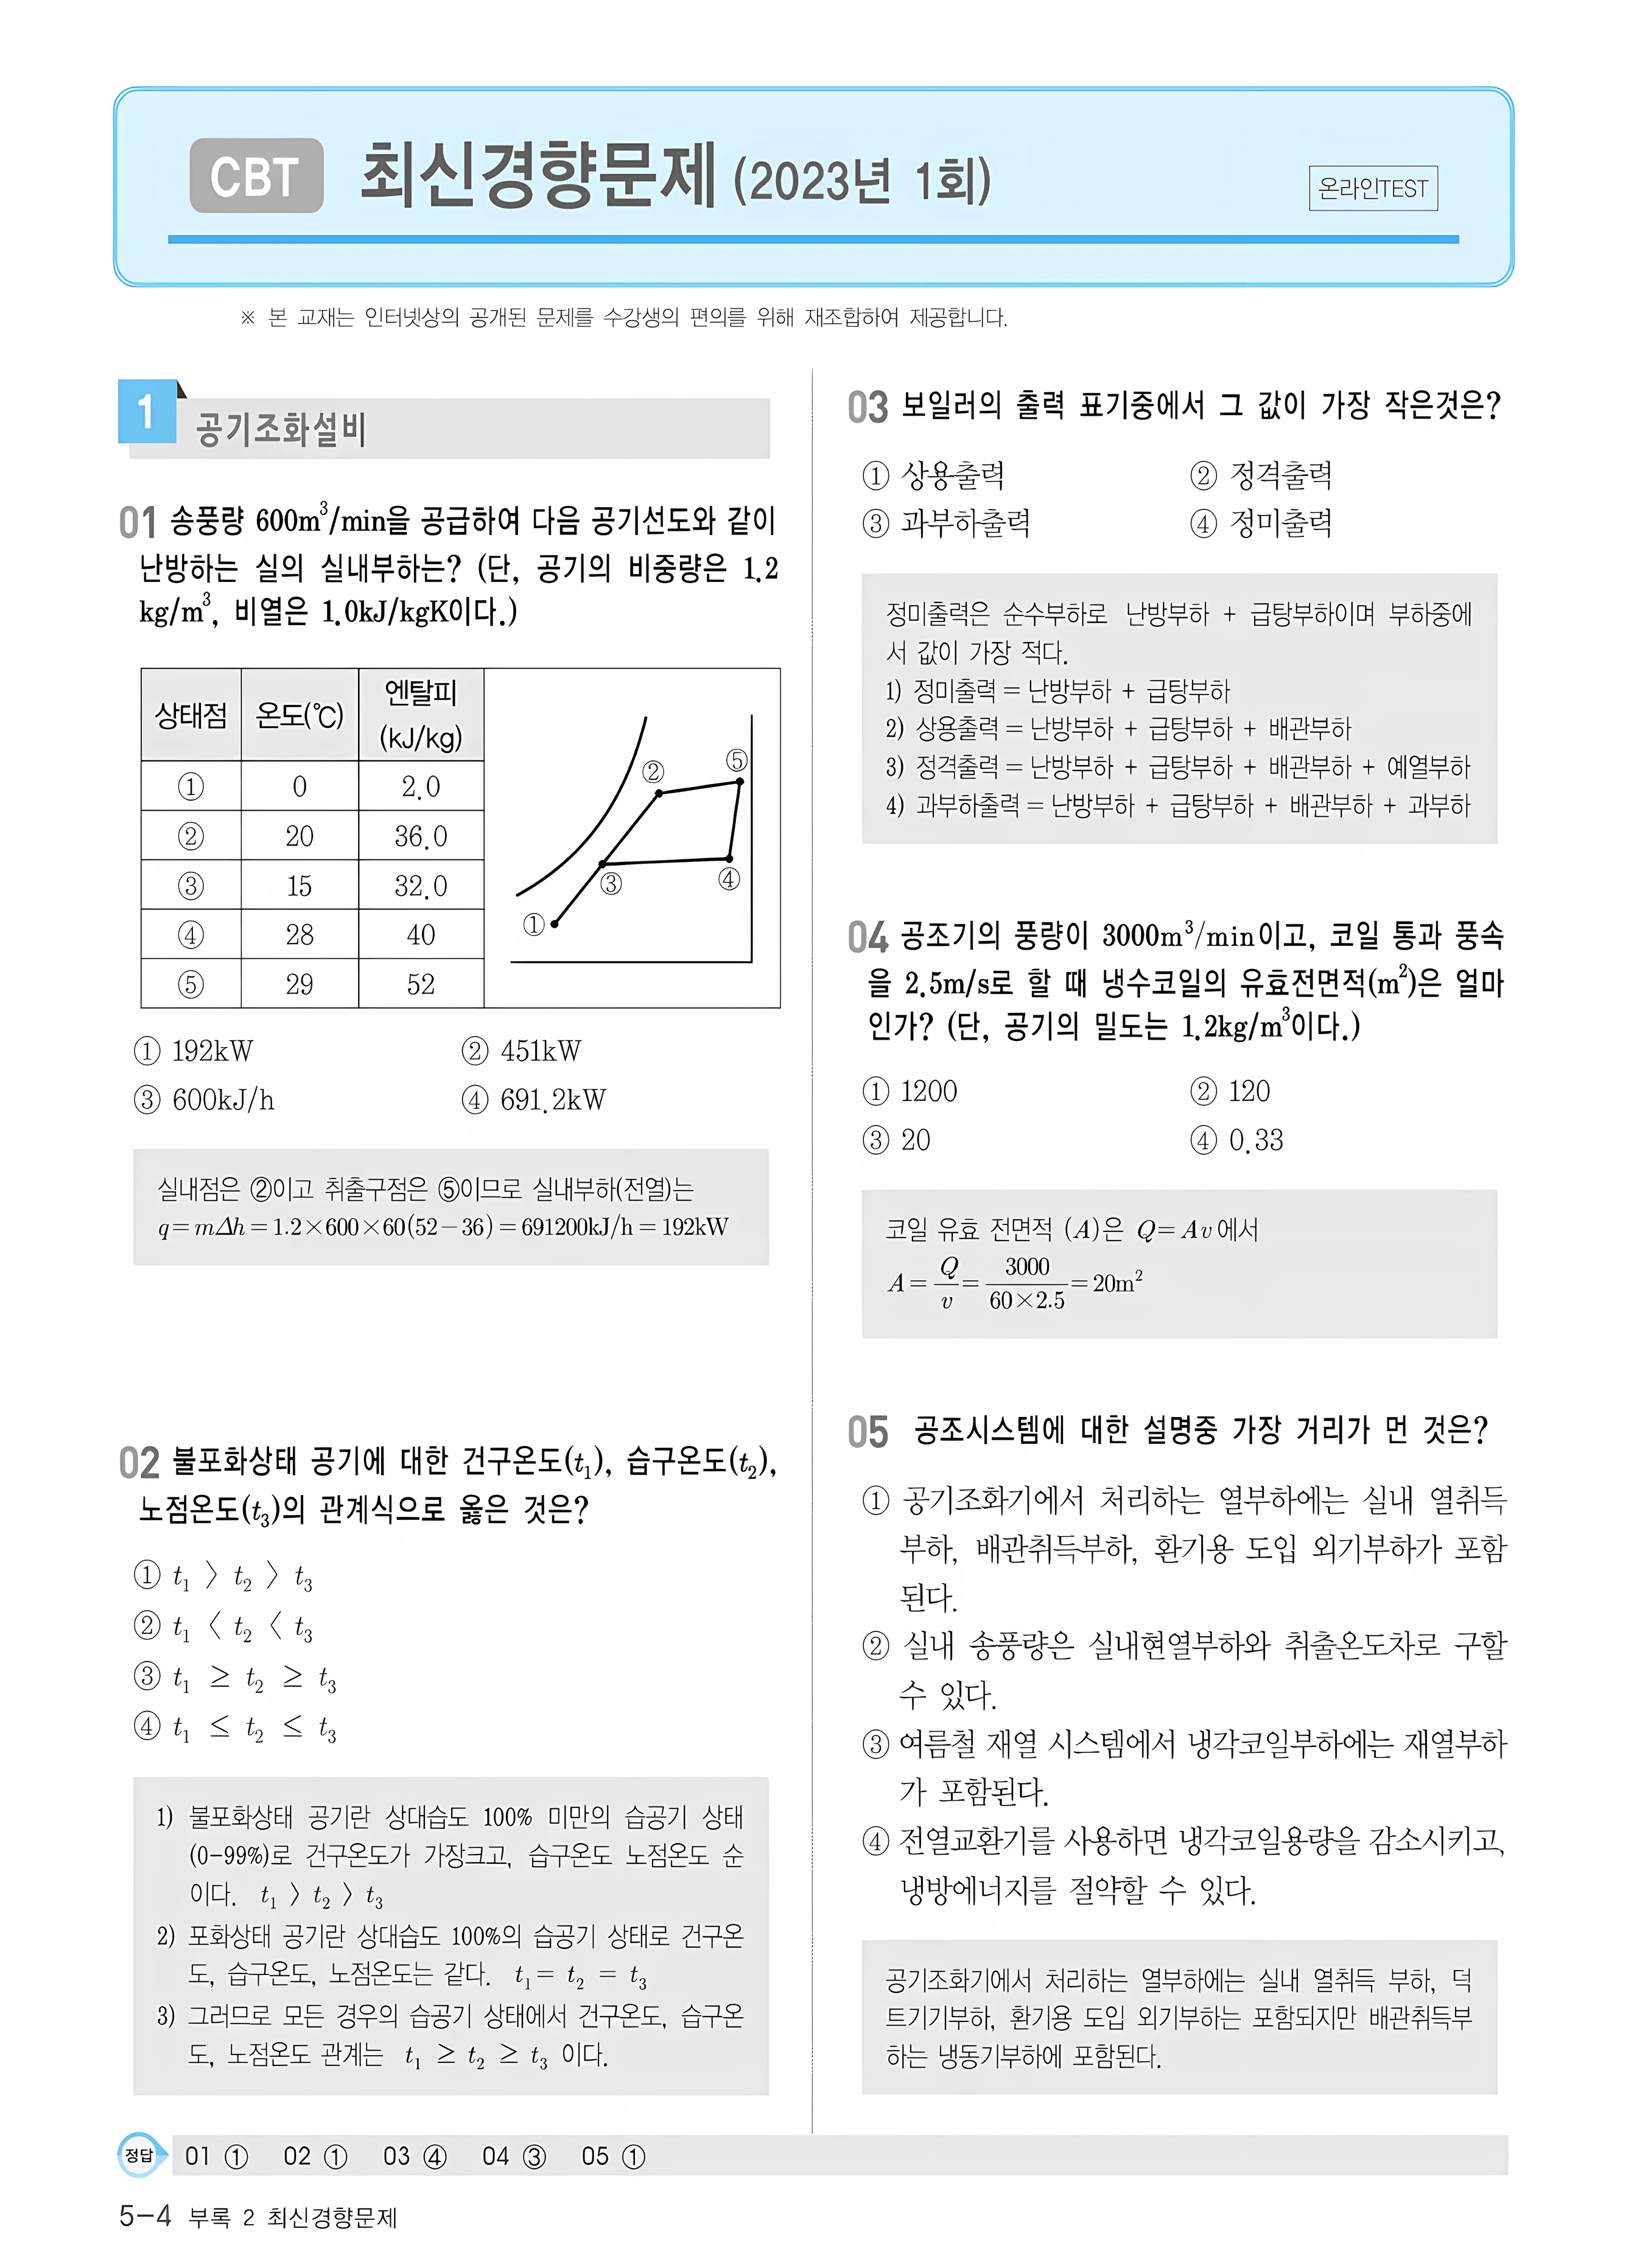 CBT 최신경향문제 (2023년 1회)
온라인TEST
※ 본 교재는 인터넷상의 공개된 문제를 수강생의 편의를 위해 재조합하여 제공합니다.
1 공기조화설비
01 송풍량 600m³/min을 공급하여 다음 공기선도와 같이
난방하는 실의 실내부하는? (단, 공기의 비중량은 1.2
kg/m³, 비열은 1.0kJ/kgK이다.)
상태점 온도(℃) 엔탈피 (kJ/kg)
① 0 2.0
② 20 36.0
③ 15 32.0
④ 28 40
⑤ 29 52
⑤
②
③
④
①
① 192kW ② 451kW
③ 600kJ/h ④ 691.2kW
실내점은 ②이고 취출구점은 ⑤이므로 실내부하(전열)는
q=mΔh=1.2×600×60(52−36)=691200kJ/h=192kW
02 불포화상태 공기에 대한 건구온도(t₁), 습구온도(t₂),
노점온도(t₃)의 관계식으로 옳은 것은?
① t₁ 〉 t₂ 〉 t₃
② t₁ 〈 t₂ 〈 t₃
③ t₁ ≥ t₂ ≥ t₃
④ t₁ ≤ t₂ ≤ t₃
1) 불포화상태 공기란 상대습도 100% 미만의 습공기 상태
(0-99%)로 건구온도가 가장크고, 습구온도 노점온도 순
이다. t₁ 〉 t₂ 〉 t₃
2) 포화상태 공기란 상대습도 100%의 습공기 상태로 건구온
도, 습구온도, 노점온도는 같다. t₁ = t₂ = t₃
3) 그러므로 모든 경우의 습공기 상태에서 건구온도, 습구온
도, 노점온도 관계는 t₁ ≥ t₂ ≥ t₃ 이다.
03 보일러의 출력 표기중에서 그 값이 가장 작은것은?
① 상용출력 ② 정격출력
③ 과부하출력 ④ 정미출력
정미출력은 순수부하로 난방부하 + 급탕부하이며 부하중에
서 값이 가장 적다.
1) 정미출력 = 난방부하 + 급탕부하
2) 상용출력 = 난방부하 + 급탕부하 + 배관부하
3) 정격출력 = 난방부하 + 급탕부하 + 배관부하 + 예열부하
4) 과부하출력 = 난방부하 + 급탕부하 + 배관부하 + 과부하
04 공조기의 풍량이 3000m³/min이고, 코일 통과 풍속
을 2.5m/s로 할 때 냉수코일의 유효전면적(m²)은 얼마
인가? (단, 공기의 밀도는 1.2kg/m³이다.)
① 1200 ② 120
③ 20 ④ 0.33
코일 유효 전면적 (A)은 Q=Av에서
A = Q/v = 3000/(60×2.5) = 20m²
05 공조시스템에 대한 설명중 가장 거리가 먼 것은?
① 공기조화기에서 처리하는 열부하에는 실내 열취득
부하, 배관취득부하, 환기용 도입 외기부하가 포함
된다.
② 실내 송풍량은 실내현열부하와 취출온도차로 구할
수 있다.
③ 여름철 재열 시스템에서 냉각코일부하에는 재열부하
가 포함된다.
④ 전열교환기를 사용하면 냉각코일용량을 감소시키고,
냉방에너지를 절약할 수 있다.
공기조화기에서 처리하는 열부하에는 실내 열취득 부하, 덕
트기기부하, 환기용 도입 외기부하는 포함되지만 배관취득부
하는 냉동기부하에 포함된다.
정답 01 ① 02 ① 03 ④ 04 ③ 05 ①
5-4 부록 2 최신경향문제